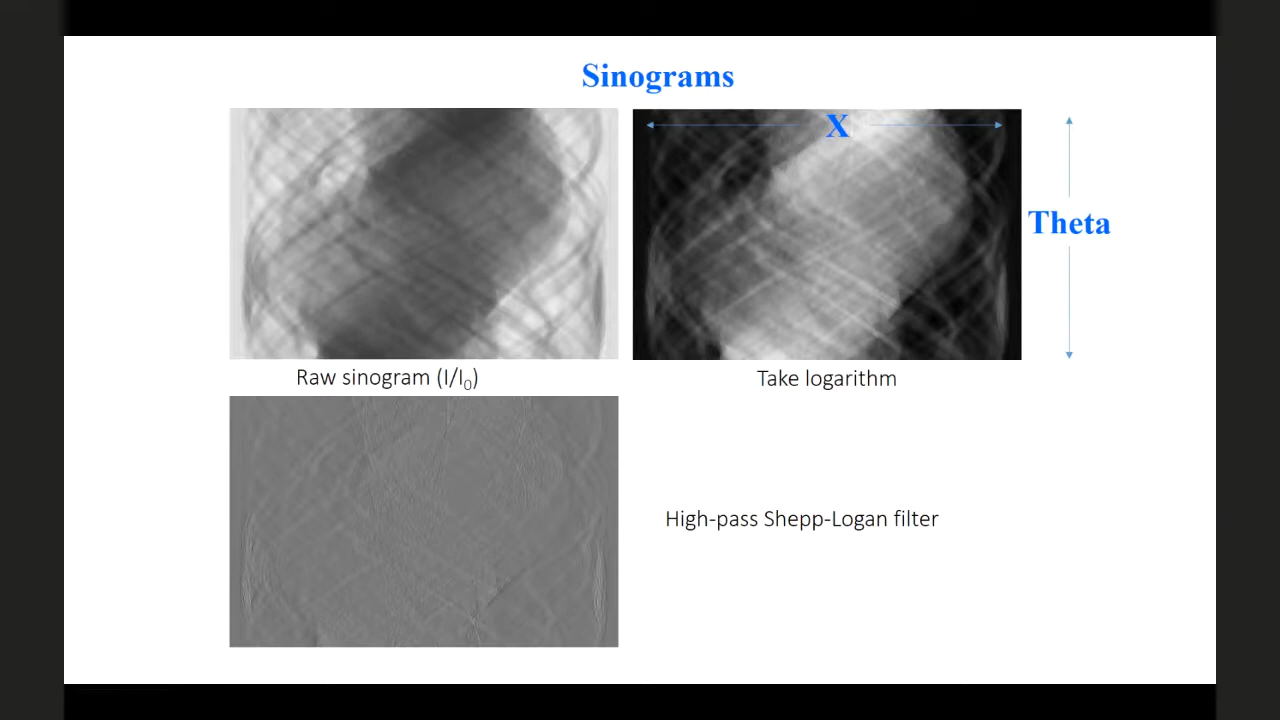 Sinograms
X
Theta
Raw sinogram (I/I₀)
Take logarithm
High-pass Shepp-Logan filter